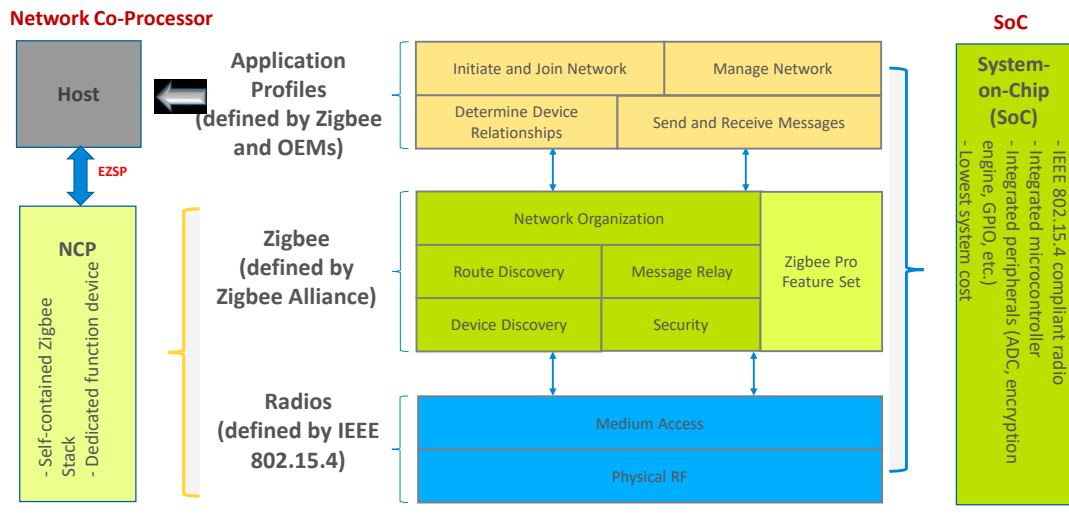 Network Co-Processor
Host
EZSP
NCP
- Self-contained Zigbee
Stack
- Dedicated function device
Application
Profiles
(defined by Zigbee
and OEMs)
Initiate and Join Network
Manage Network
Determine Device
Relationships
Send and Receive Messages
Zigbee
(defined by
Zigbee Alliance)
Network Organization
Route Discovery
Message Relay
Device Discovery
Security
Zigbee Pro
Feature Set
Radios
(defined by IEEE
802.15.4)
Medium Access
Physical RF
SoC
System-
on-Chip
(SoC)
- IEEE 802.15.4 compliant radio
- Integrated microcontroller
- Integrated peripherals (ADC, encryption
engine, GPIO, etc.)
- Lowest system cost